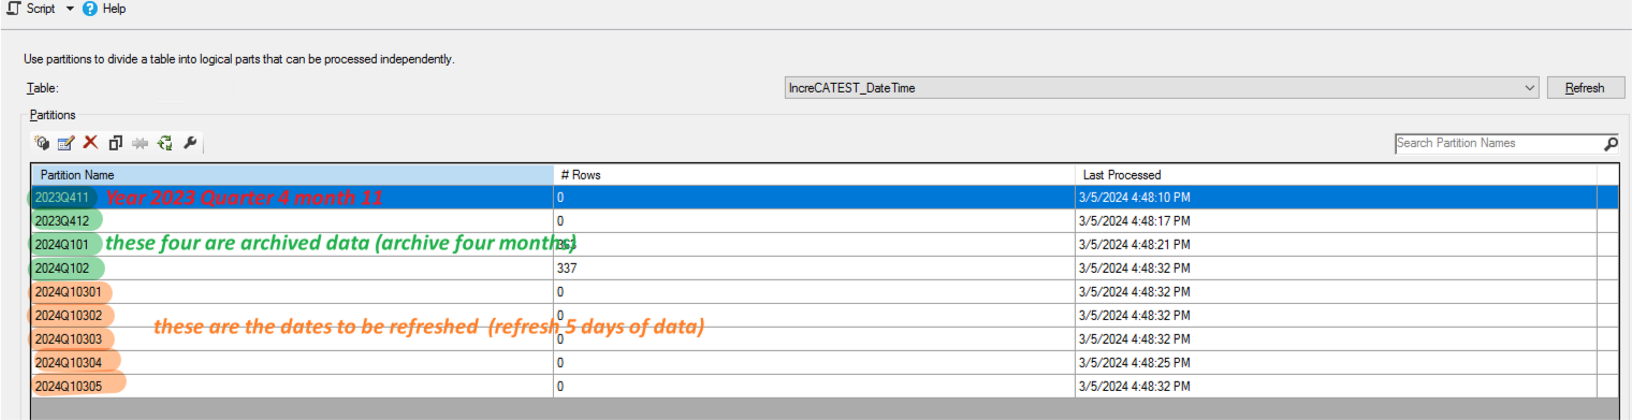 Script Help
Use partitions to divide a table into logical parts that can be processed independently.
Table: IncreCATEST_DateTime Refresh
Partitions
Search Partition Names
Partition Name # Rows Last Processed
2023Q411 Year 2023 Quarter 4 month 11 0 3/5/2024 4:48:10 PM
2023Q412 0 3/5/2024 4:48:17 PM
2024Q101 these four are archived data (archive four months) 3/5/2024 4:48:21 PM
2024Q102 337 3/5/2024 4:48:32 PM
2024Q10301 0 3/5/2024 4:48:32 PM
2024Q10302 0 3/5/2024 4:48:32 PM
these are the dates to be refreshed (refresh 5 days of data)
2024Q10303 0 3/5/2024 4:48:32 PM
2024Q10304 0 3/5/2024 4:48:25 PM
2024Q10305 0 3/5/2024 4:48:32 PM